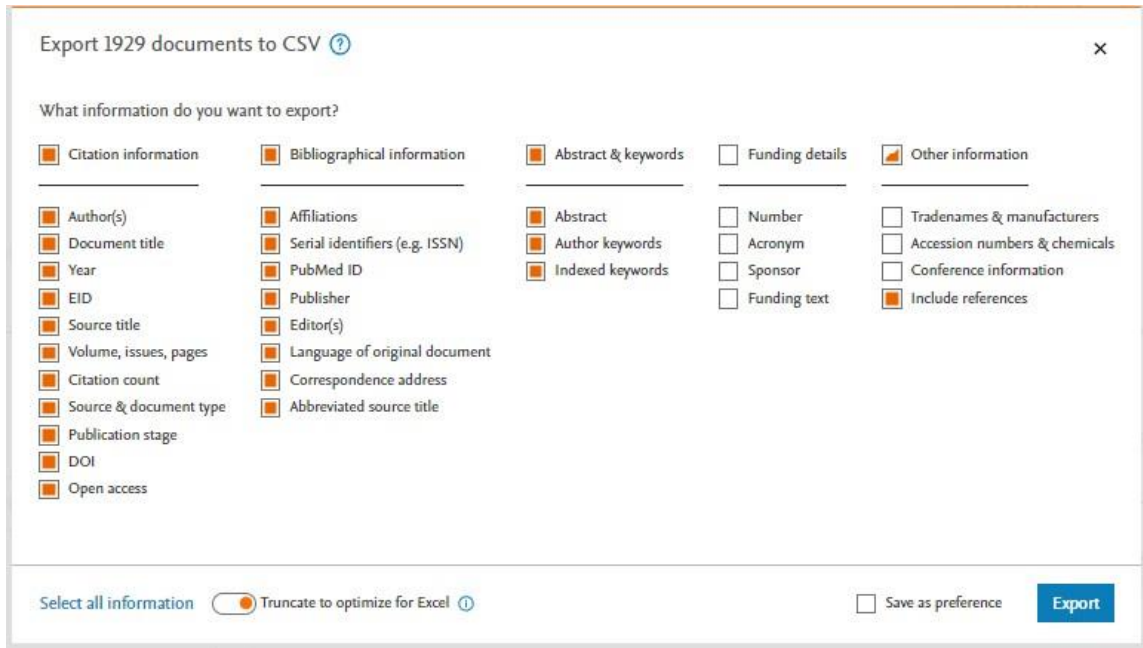 Export 1929 documents to CSV ?
×
What information do you want to export?
Citation information
Author(s)
Document title
Year
EID
Source title
Volume, issues, pages
Citation count
Source & document type
Publication stage
DOI
Open access
Bibliographical information
Affiliations
Serial identifiers (e.g. ISSN)
PubMed ID
Publisher
Editor(s)
Language of original document
Correspondence address
Abbreviated source title
Abstract & keywords
Abstract
Author keywords
Indexed keywords
Funding details
Number
Acronym
Sponsor
Funding text
Other information
Tradenames & manufacturers
Accession numbers & chemicals
Conference information
Include references
Select all information
Truncate to optimize for Excel i
Save as preference
Export